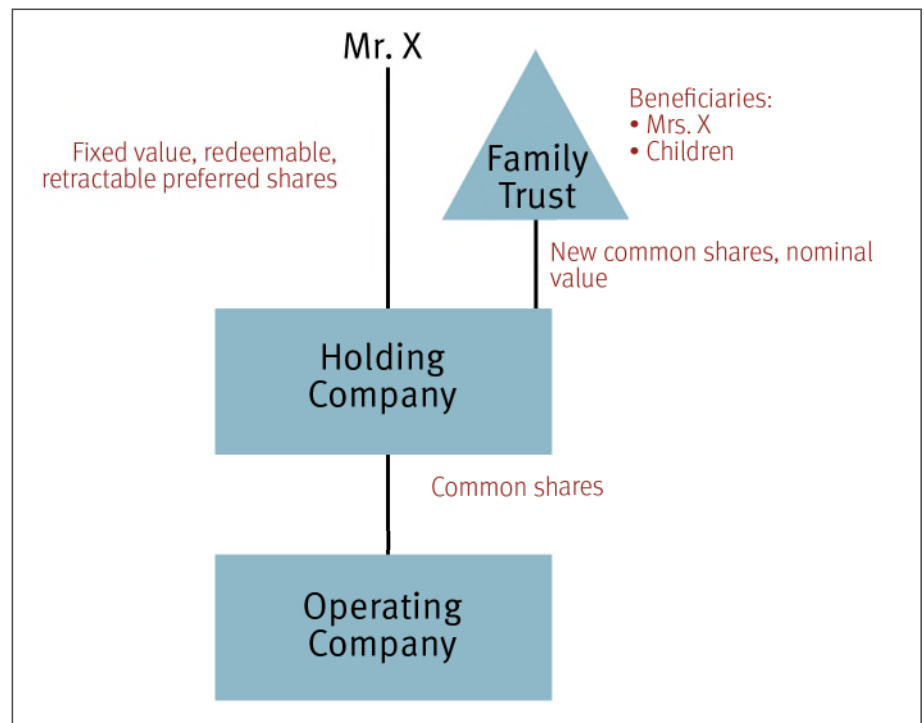 Mr. X
Beneficiaries:
• Mrs. X
• Children
Fixed value, redeemable,
retractable preferred shares
Family
Trust
New common shares, nominal
value
Holding
Company
Common shares
Operating
Company